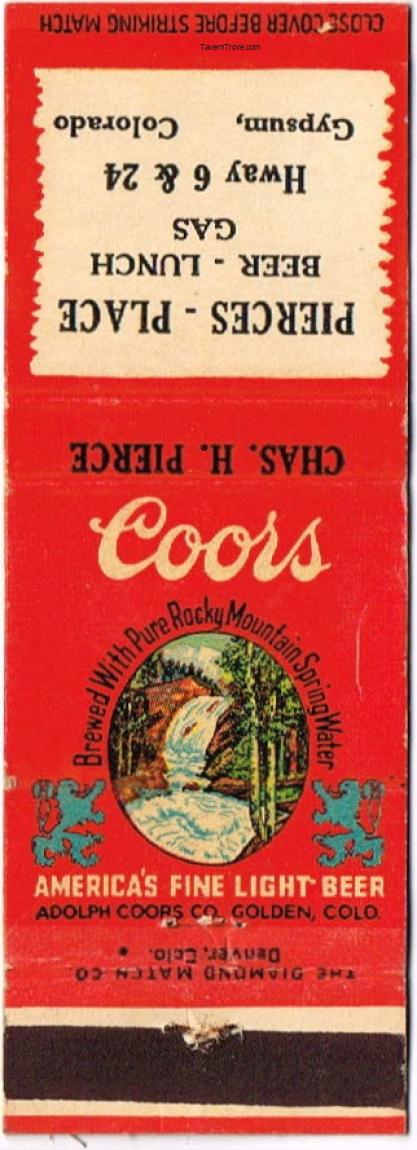 CLOSE COVER BEFORE STRIKING MATCH
TavernTrove.com
PIERCES - PLACE
BEER - LUNCH
GAS
Hway 6 & 24
Gypsum, Colorado
CHAS. H. PIERCE
Coors
Brewed With Pure Rocky Mountain Spring Water
AMERICA'S FINE LIGHT BEER
ADOLPH COORS CO. GOLDEN, COLO.
THE DIAMOND MATCH CO.
Denver, Colo.